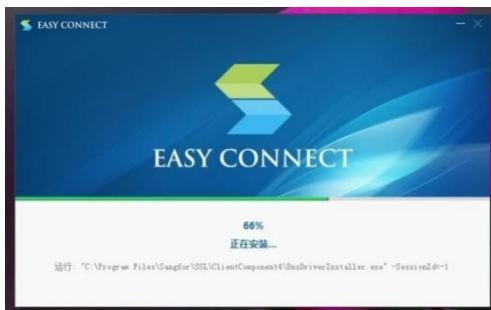 EASY CONNECT
EASY CONNECT
66%
正在安装...
运行: "C:\Program Files\Sangfor\SSL\ClientComponent4\DnsDriverInstaller.exe" -SessionId=-1